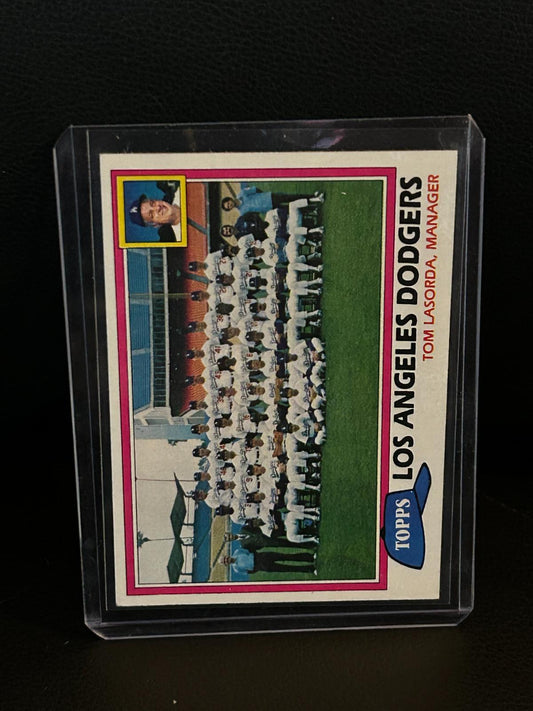 TOPPS
LOS ANGELES DODGERS
TOM LASORDA, MANAGER